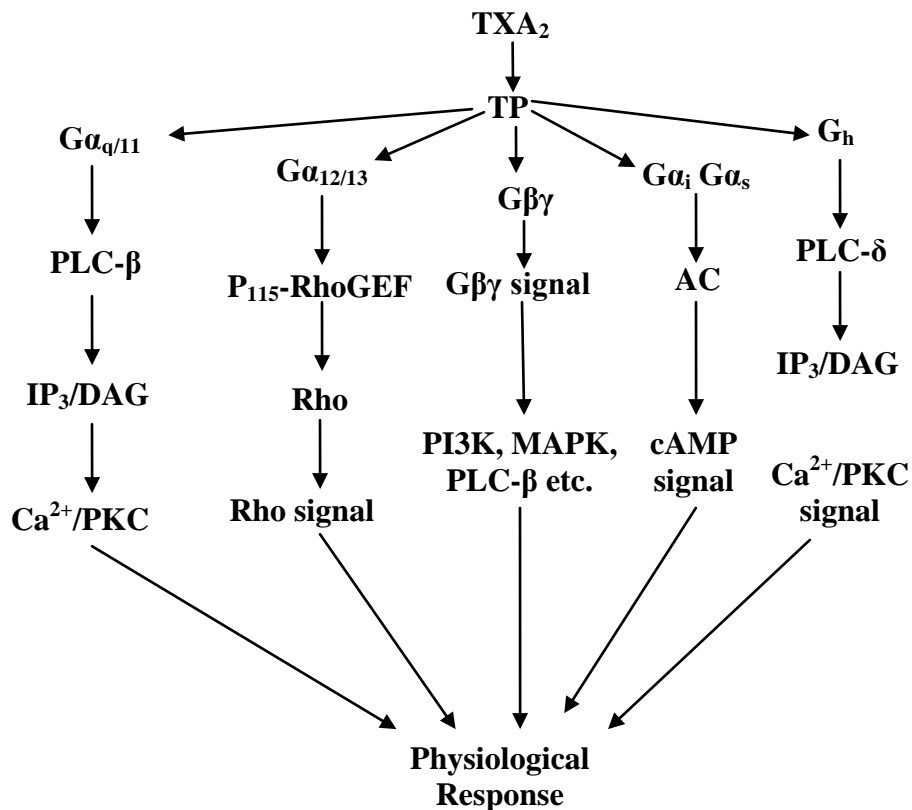 TXA₂
TP
Gα_q/11
Gα₁₂/₁₃
Gβγ
Gαᵢ Gαₛ
Gₕ
PLC-β
P₁₁₅-RhoGEF
Gβγ signal
AC
PLC-δ
IP₃/DAG
Rho
PI3K, MAPK,
PLC-β etc.
cAMP
signal
IP₃/DAG
Ca²⁺/PKC
Rho signal
Ca²⁺/PKC
signal
Physiological
Response